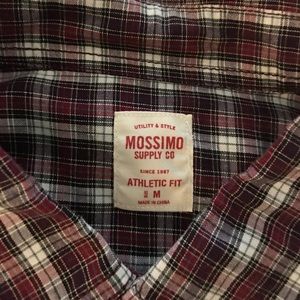 UTILITY & STYLE
MOSSIMO
SUPPLY CO
SINCE 1987
ATHLETIC FIT
M
MADE IN CHINA